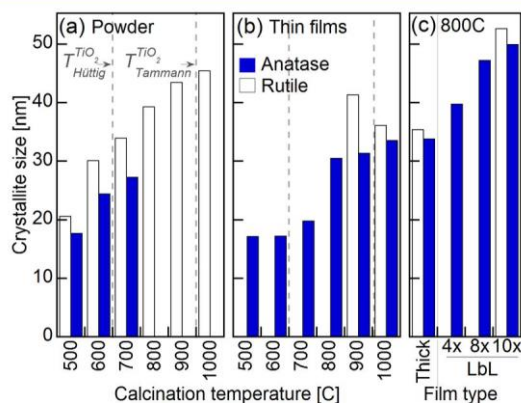 (a) Powder
(b) Thin films
(c) 800C
T^{TiO_2}_{Hüttig}
T^{TiO_2}_{Tammann}
Anatase
Rutile
Crystallite size [nm]
50
40
30
20
10
0
500 600 700 800 900 1000
500 600 700 800 900 1000
Thick 4x 8x 10x
LbL
Calcination temperature [C]
Film type